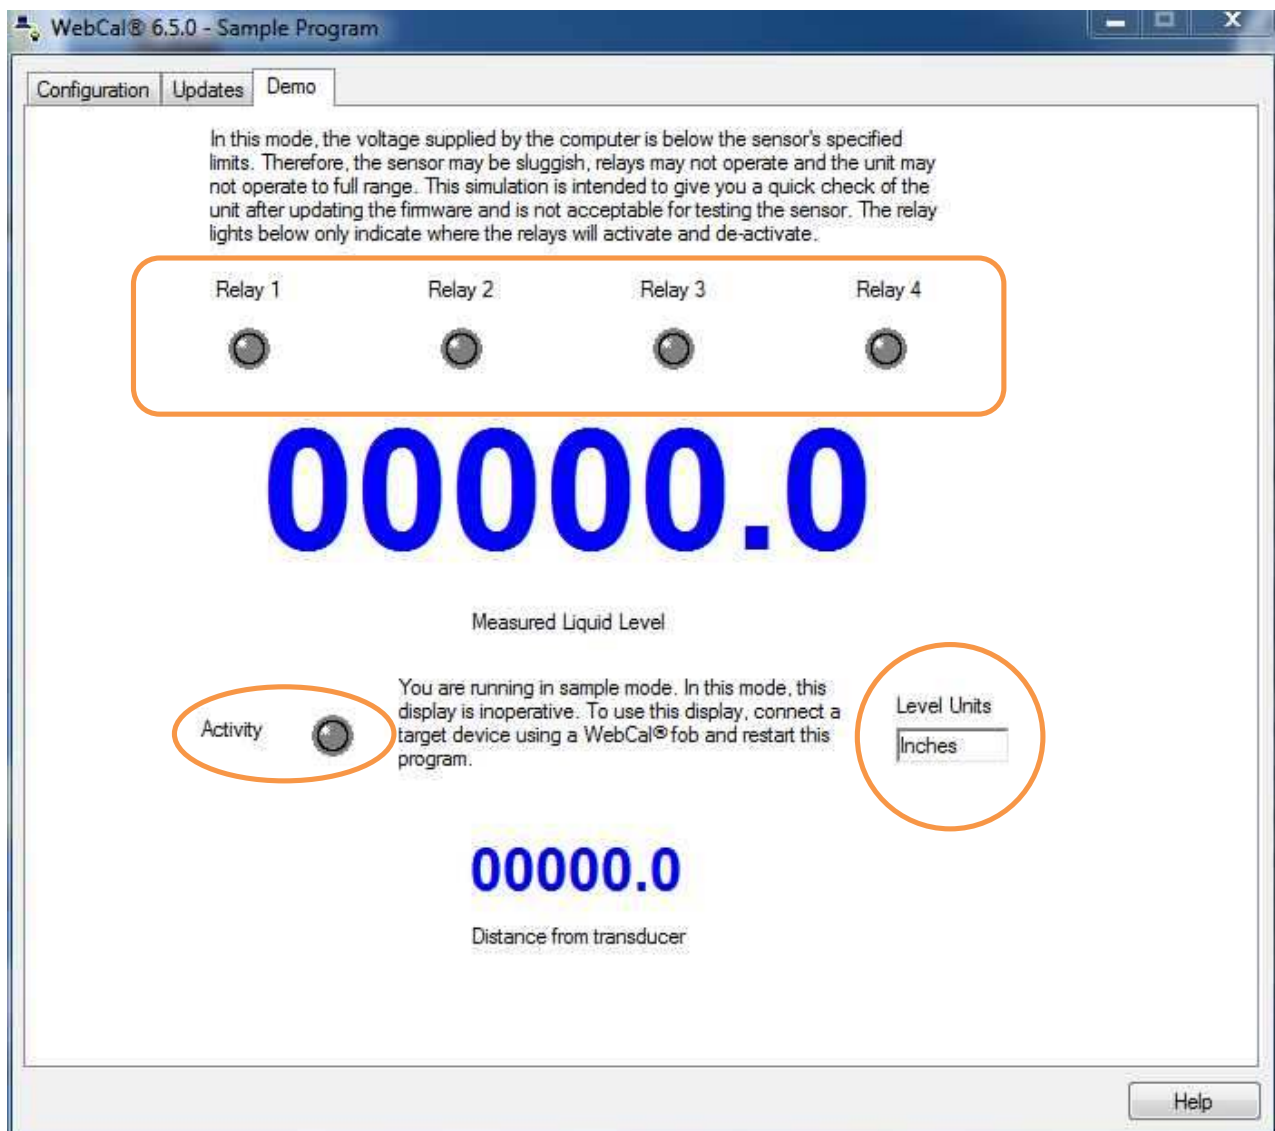 WebCal® 6.5.0 - Sample Program
Configuration Updates Demo
In this mode, the voltage supplied by the computer is below the sensor's specified
limits. Therefore, the sensor may be sluggish, relays may not operate and the unit may
not operate to full range. This simulation is intended to give you a quick check of the
unit after updating the firmware and is not acceptable for testing the sensor. The relay
lights below only indicate where the relays will activate and de-activate.
Relay 1 Relay 2 Relay 3 Relay 4
00000.0
Measured Liquid Level
Activity
You are running in sample mode. In this mode, this
display is inoperative. To use this display, connect a
target device using a WebCal® fob and restart this
program.
Level Units
Inches
00000.0
Distance from transducer
Help